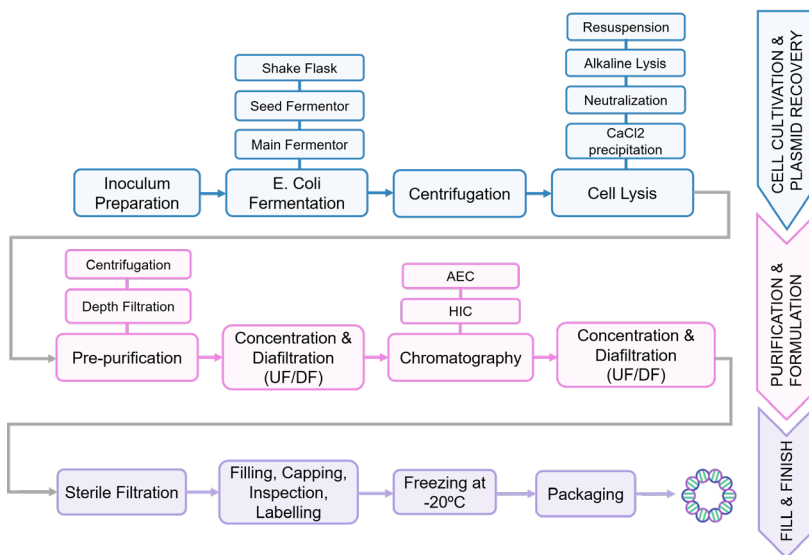 Resuspension
Shake Flask
Alkaline Lysis
Seed Fermentor
Neutralization
Main Fermentor
CaCl2
precipitation
Inoculum
Preparation
E. Coli
Fermentation
Centrifugation
Cell Lysis
CELL CULTIVATION &
PLASMID RECOVERY
Centrifugation
Depth Filtration
AEC
HIC
Pre-purification
Concentration &
Diafiltration
(UF/DF)
Chromatography
Concentration &
Diafiltration
(UF/DF)
PURIFICATION &
FORMULATION
Sterile Filtration
Filling, Capping,
Inspection,
Labelling
Freezing at
-20ºC
Packaging
FILL & FINISH